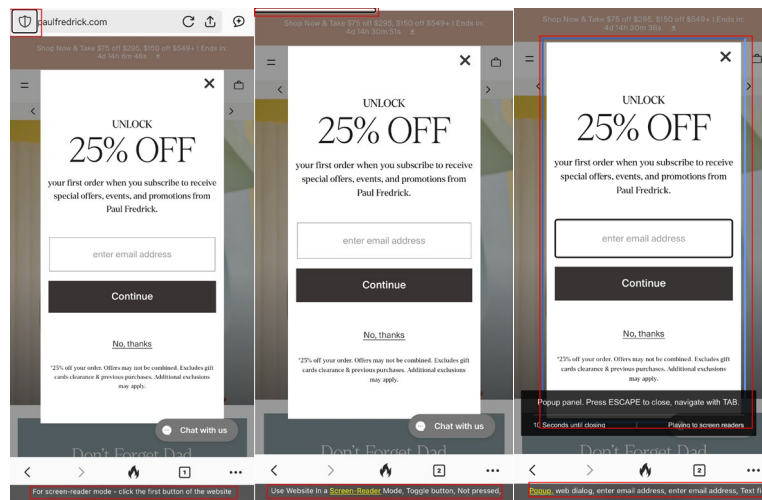 paulfredrick.com
Shop Now & Take $75 off $295, $150 off $549+ | Ends in:
4d 14h 6m 46s
UNLOCK
25% OFF
your first order when you subscribe to receive
special offers, events, and promotions from
Paul Fredrick.
enter email address
Continue
No, thanks
*25% off your order. Offers may not be combined. Excludes gift
cards clearance & previous purchases. Additional exclusions
may apply.
Chat with us
Don't Forget Dad
1
For screen-reader mode - click the first button of the website
Shop Now & Take $75 off $295, $150 off $549+ | Ends in:
4d 14h 30m 51s
UNLOCK
25% OFF
your first order when you subscribe to receive
special offers, events, and promotions from
Paul Fredrick.
enter email address
Continue
No, thanks
*25% off your order. Offers may not be combined. Excludes gift
cards clearance & previous purchases. Additional exclusions
may apply.
Chat with us
Don't Forget Dad
2
Use Website In a Screen-Reader Mode, Toggle button, Not pressed,
Shop Now & Take $75 off $295, $150 off $549+ | Ends in:
4d 14h 30m 38s
UNLOCK
25% OFF
your first order when you subscribe to receive
special offers, events, and promotions from
Paul Fredrick.
enter email address
Continue
No, thanks
*25% off your order. Offers may not be combined. Excludes gift
cards clearance & previous purchases. Additional exclusions
Popup panel. Press ESCAPE to close, navigate with TAB.
10 Seconds until closing | Playing to screen readers
Don't Forget Dad
2
Popup, web dialog, enter email address, enter email address, Text fi